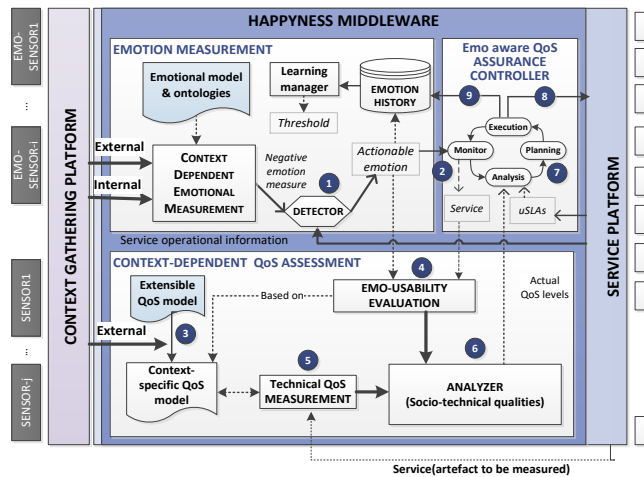 HAPPYNESS MIDDLEWARE
EMO-
SENSOR1
...
EMO-
SENSOR-i
SENSOR1
...
SENSOR-j
CONTEXT GATHERING PLATFORM
External
Internal
External
EMOTION MEASUREMENT
Emotional model
& ontologies
CONTEXT
DEPENDENT
EMOTIONAL
MEASUREMENT
Learning
manager
Threshold
EMOTION
HISTORY
Negative
emotion
measure
1
DETECTOR
Actionable
emotion
Emo aware QoS
ASSURANCE
CONTROLLER
9
8
Execution
Monitor
Planning
Analysis
2
7
Service
uSLAs
Service operational information
CONTEXT-DEPENDENT QoS ASSESSMENT
Extensible
QoS model
3
Based on
4
EMO-USABILITY
EVALUATION
Actual
QoS levels
Context-
specific QoS
model
5
Technical QoS
MEASUREMENT
6
ANALYZER
(Socio-technical qualities)
SERVICE PLATFORM
Service(artefact to be measured)